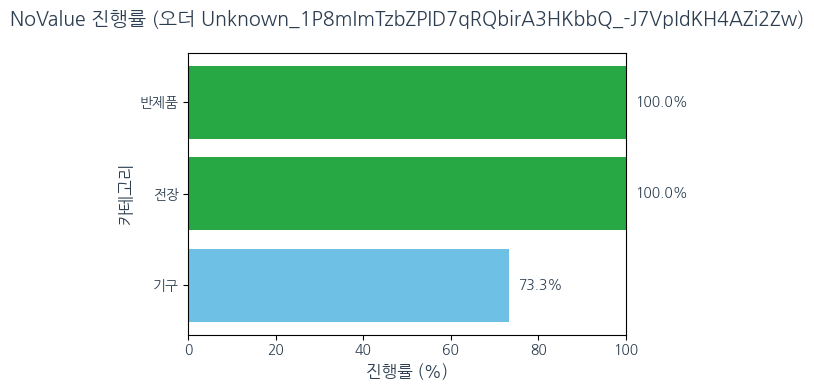 NoValue 진행률 (오더 Unknown_1P8mImTzbZPID7qRQbirA3HKbbQ_-J7VpIdKH4AZi2Zw)
카테고리
반제품
100.0%
전장
100.0%
기구
73.3%
0 20 40 60 80 100
진행률 (%)